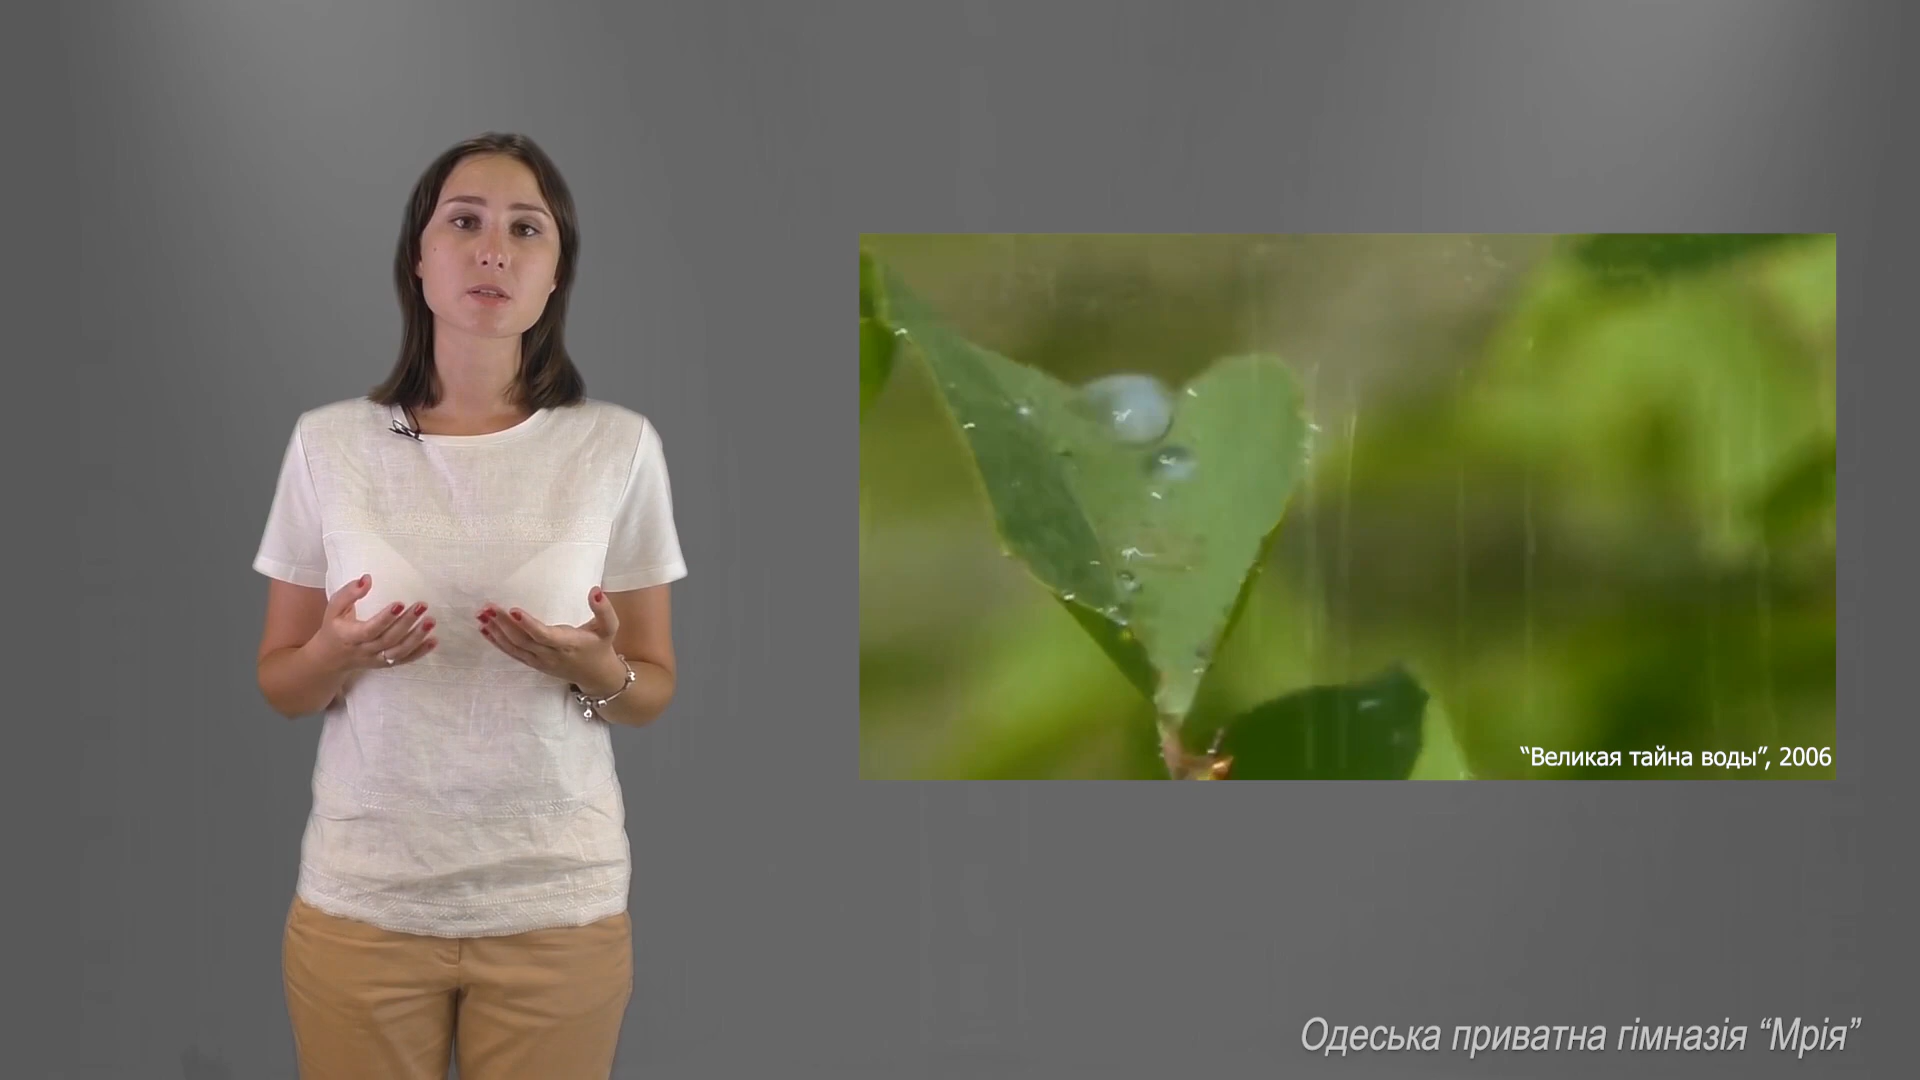 “Великая тайна воды”, 2006
Одеська приватна гімназія “Мрія”